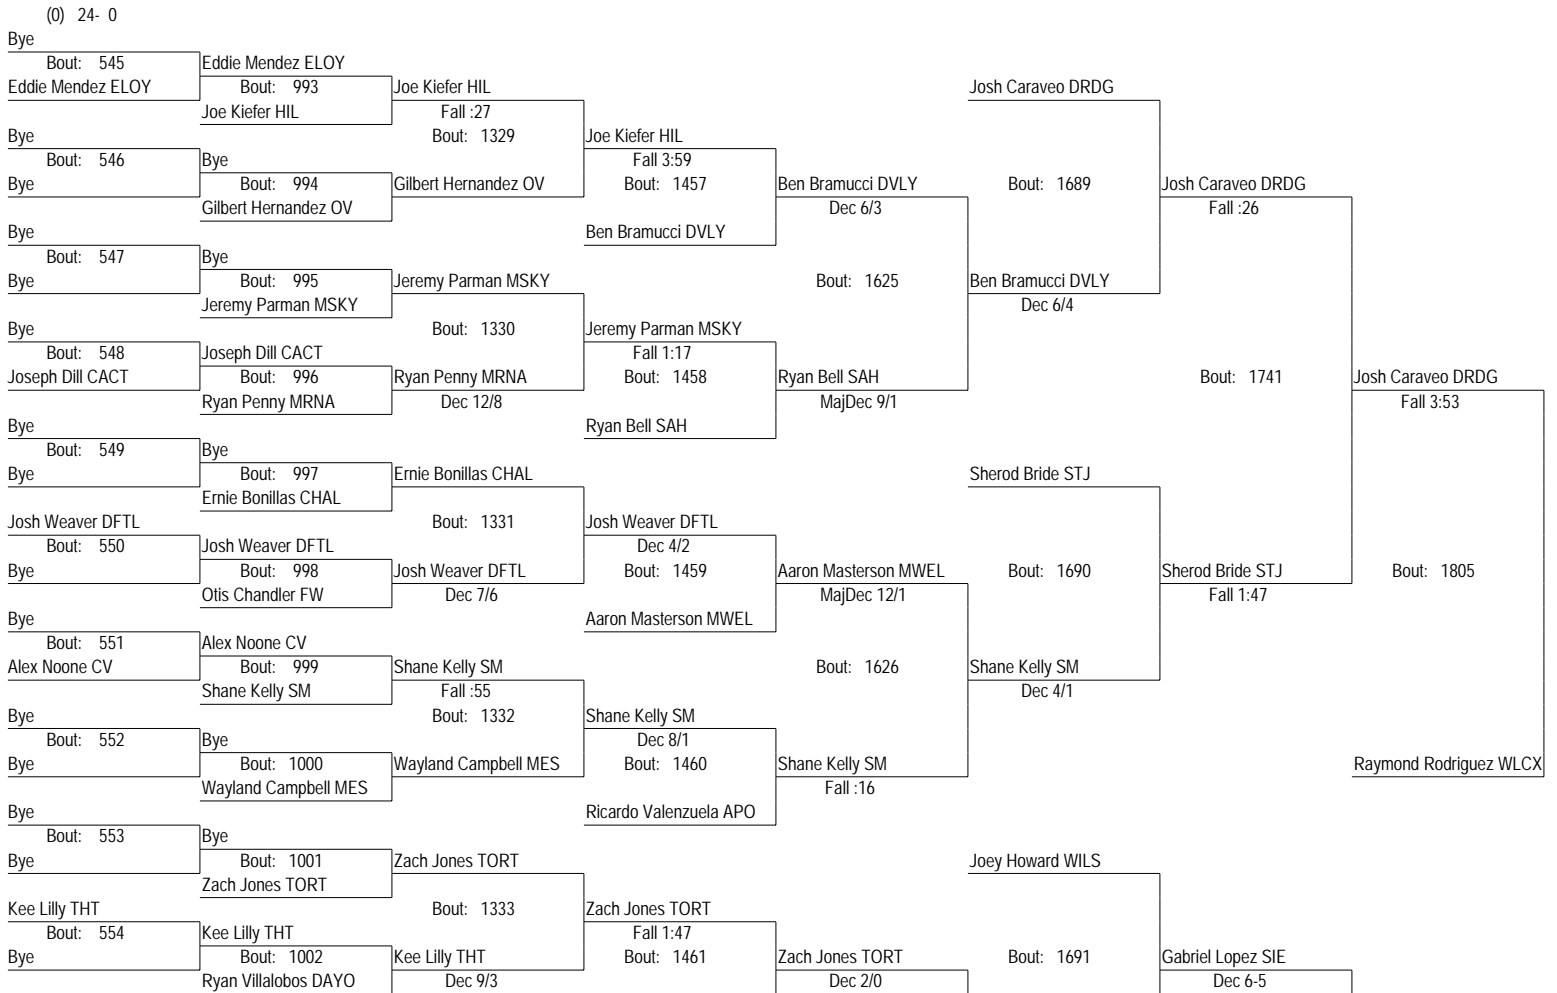 (0) 24- 0
Bye
Bout: 545 Eddie Mendez ELOY
Eddie Mendez ELOY Bout: 993 Joe Kiefer HIL Josh Caraveo DRDG
Joe Kiefer HIL Fall :27
Bye Bout: 1329 Joe Kiefer HIL
Bout: 546 Bye Fall 3:59
Bye Bout: 994 Gilbert Hernandez OV Bout: 1457 Ben Bramucci DVLY Bout: 1689 Josh Caraveo DRDG
Gilbert Hernandez OV Dec 6/3 Fall :26
Bye Ben Bramucci DVLY
Bout: 547 Bye
Bye Bout: 995 Jeremy Parman MSKY Bout: 1625 Ben Bramucci DVLY
Jeremy Parman MSKY Dec 6/4
Bye Bout: 1330 Jeremy Parman MSKY
Bout: 548 Joseph Dill CACT Fall 1:17
Joseph Dill CACT Bout: 996 Ryan Penny MRNA Bout: 1458 Ryan Bell SAH Bout: 1741 Josh Caraveo DRDG
Ryan Penny MRNA Dec 12/8 MajDec 9/1 Fall 3:53
Bye Ryan Bell SAH
Bout: 549 Bye
Bye Bout: 997 Ernie Bonillas CHAL Sherod Bride STJ
Ernie Bonillas CHAL
Josh Weaver DFTL Bout: 1331 Josh Weaver DFTL
Bout: 550 Josh Weaver DFTL Dec 4/2
Bye Bout: 998 Josh Weaver DFTL Bout: 1459 Aaron Masterson MWEL Bout: 1690 Sherod Bride STJ Bout: 1805
Otis Chandler FW Dec 7/6 MajDec 12/1 Fall 1:47
Bye Aaron Masterson MWEL
Bout: 551 Alex Noone CV
Alex Noone CV Bout: 999 Shane Kelly SM Bout: 1626 Shane Kelly SM
Shane Kelly SM Fall :55 Dec 4/1
Bye Bout: 1332 Shane Kelly SM
Bout: 552 Bye Dec 8/1
Bye Bout: 1000 Wayland Campbell MES Bout: 1460 Shane Kelly SM Raymond Rodriguez WLCX
Wayland Campbell MES Fall :16
Bye Ricardo Valenzuela APO
Bout: 553 Bye
Bye Bout: 1001 Zach Jones TORT Joey Howard WILS
Zach Jones TORT
Kee Lilly THT Bout: 1333 Zach Jones TORT
Bout: 554 Kee Lilly THT Fall 1:47
Bye Bout: 1002 Kee Lilly THT Bout: 1461 Zach Jones TORT Bout: 1691 Gabriel Lopez SIE
Ryan Villalobos DAYO Dec 9/3 Dec 2/0 Dec 6-5